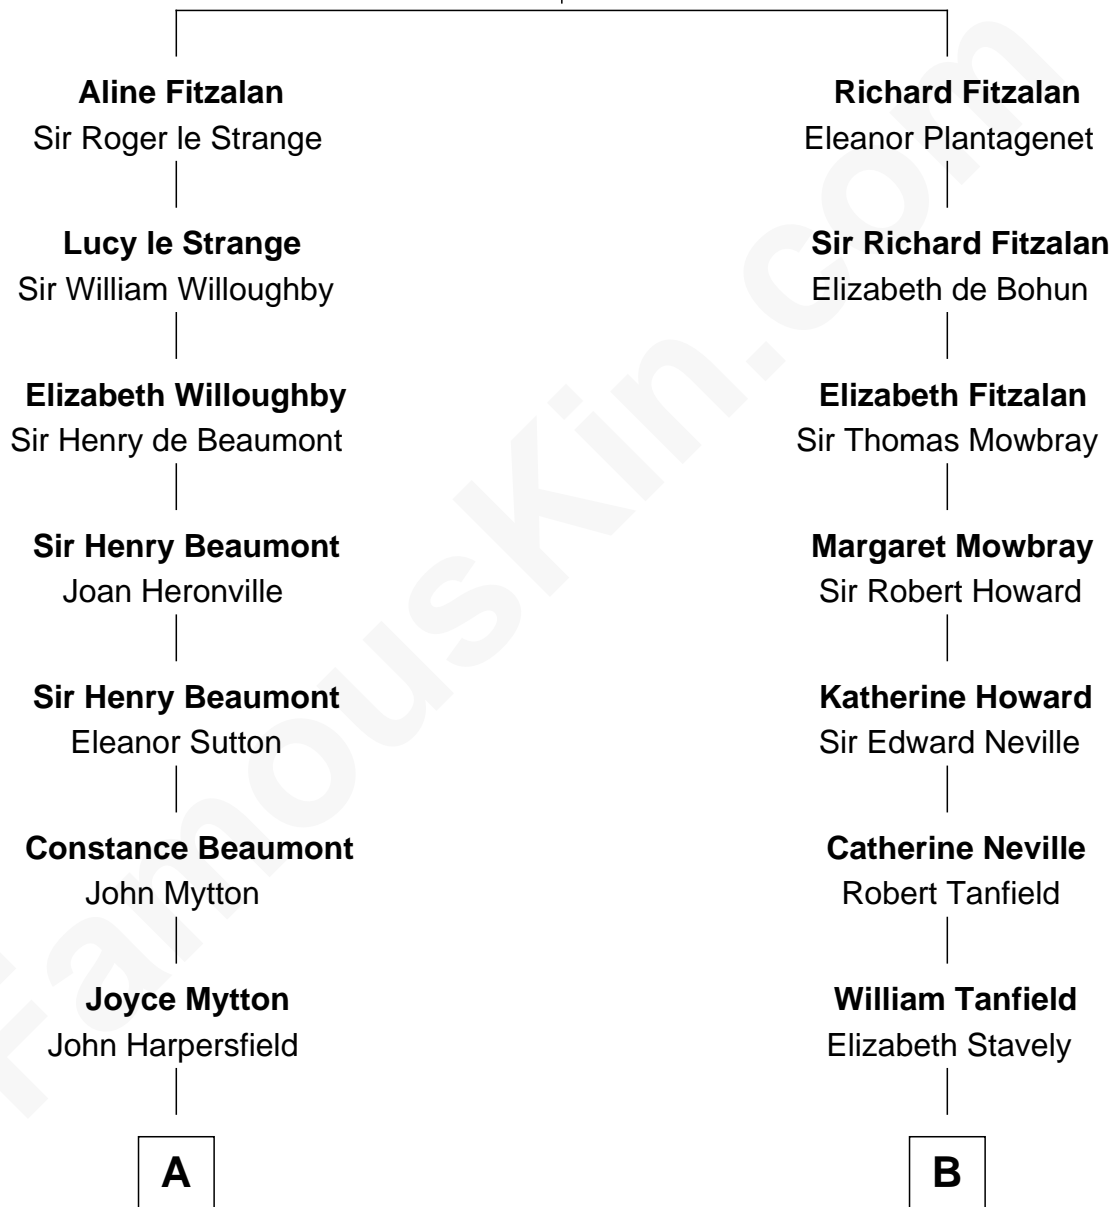 Aline Fitzalan
Sir Roger le Strange
Richard Fitzalan
Eleanor Plantagenet
Lucy le Strange
Sir William Willoughby
Sir Richard Fitzalan
Elizabeth de Bohun
Elizabeth Willoughby
Sir Henry de Beaumont
Elizabeth Fitzalan
Sir Thomas Mowbray
Sir Henry Beaumont
Joan Heronville
Margaret Mowbray
Sir Robert Howard
Sir Henry Beaumont
Eleanor Sutton
Katherine Howard
Sir Edward Neville
Constance Beaumont
John Mytton
Catherine Neville
Robert Tanfield
Joyce Mytton
John Harpersfield
William Tanfield
Elizabeth Stavely
A
B
FamousKin.com